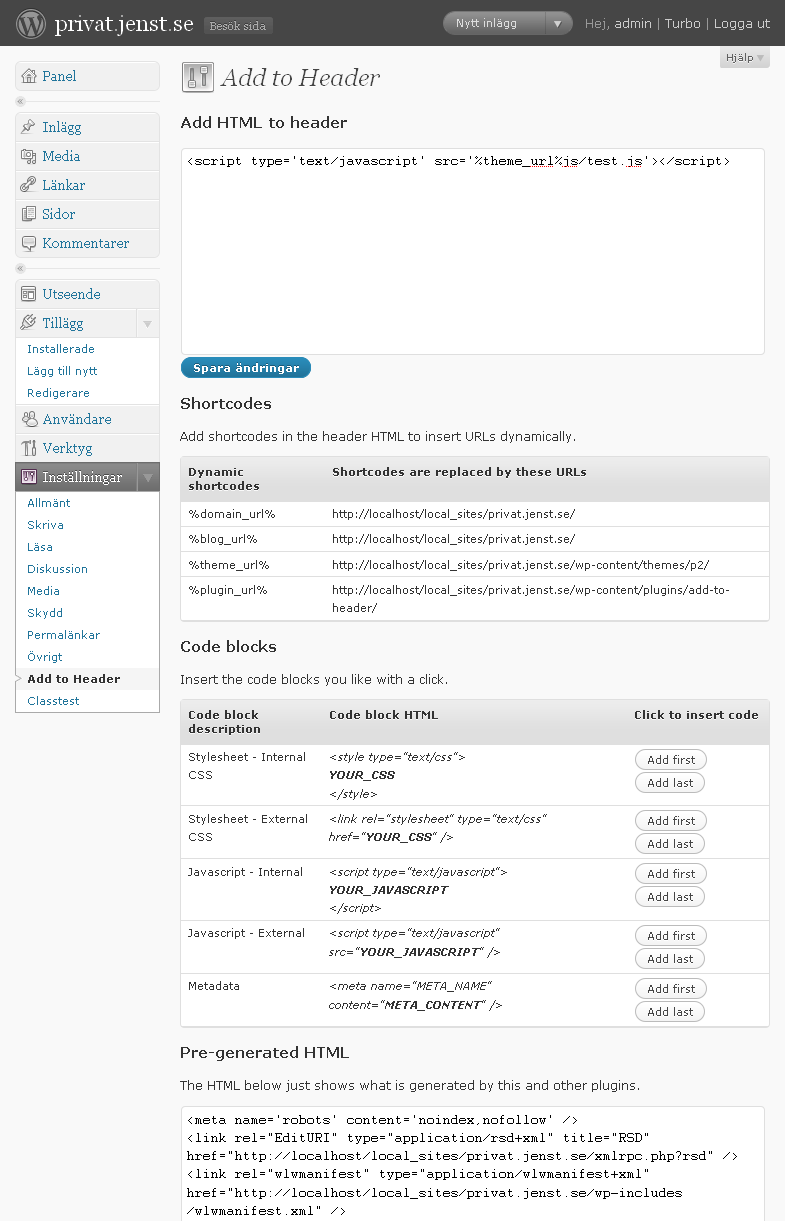 privat.jenst.se Besök sida Nytt inlägg Hej, admin | Turbo | Logga ut
Hjälp
Panel
Inlägg
Media
Länkar
Sidor
Kommentarer
Utseende
Tillägg
Installerade
Lägg till nytt
Redigerare
Användare
Verktyg
Inställningar
Allmänt
Skriva
Läsa
Diskussion
Media
Skydd
Permalänkar
Övrigt
Add to Header
Classtest
Add to Header
Add HTML to header
<script type='text/javascript' src='%theme_url%js/test.js'></script>
Spara ändringar
Shortcodes
Add shortcodes in the header HTML to insert URLs dynamically.
Dynamic shortcodes Shortcodes are replaced by these URLs
%domain_url% http://localhost/local_sites/privat.jenst.se/
%blog_url% http://localhost/local_sites/privat.jenst.se/
%theme_url% http://localhost/local_sites/privat.jenst.se/wp-content/themes/p2/
%plugin_url% http://localhost/local_sites/privat.jenst.se/wp-content/plugins/add-to-
header/
Code blocks
Insert the code blocks you like with a click.
Code block description Code block HTML Click to insert code
Stylesheet - Internal <style type="text/css"> Add first
CSS YOUR_CSS Add last
</style>
Stylesheet - External <link rel="stylesheet" type="text/css" Add first
CSS href="YOUR_CSS" /> Add last
Javascript - Internal <script type="text/javascript"> Add first
YOUR_JAVASCRIPT Add last
</script>
Javascript - External <script type="text/javascript" Add first
src="YOUR_JAVASCRIPT" /> Add last
Metadata <meta name="META_NAME" Add first
content="META_CONTENT" /> Add last
Pre-generated HTML
The HTML below just shows what is generated by this and other plugins.
<meta name='robots' content='noindex,nofollow' />
<link rel="EditURI" type="application/rsd+xml" title="RSD"
href="http://localhost/local_sites/privat.jenst.se/xmlrpc.php?rsd" />
<link rel="wlwmanifest" type="application/wlwmanifest+xml"
href="http://localhost/local_sites/privat.jenst.se/wp-includes
/wlwmanifest.xml" />